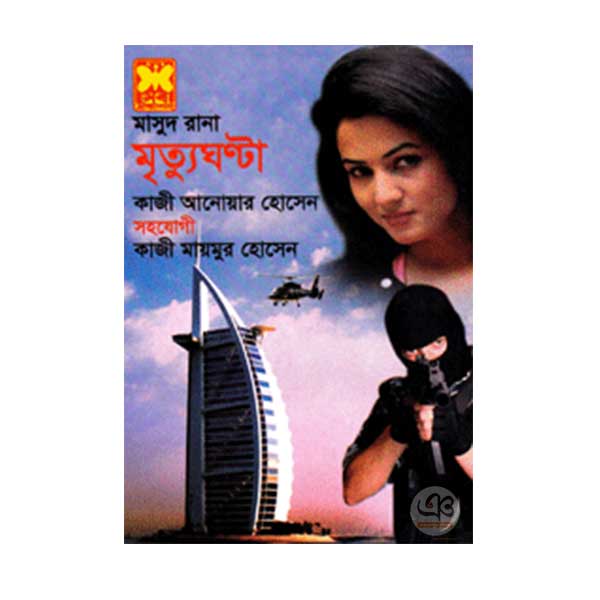 সেবা
মাসুদ রানা
মৃত্যুঘণ্টা
কাজী আনোয়ার হোসেন
সহযোগী
কাজী মায়মুর হোসেন